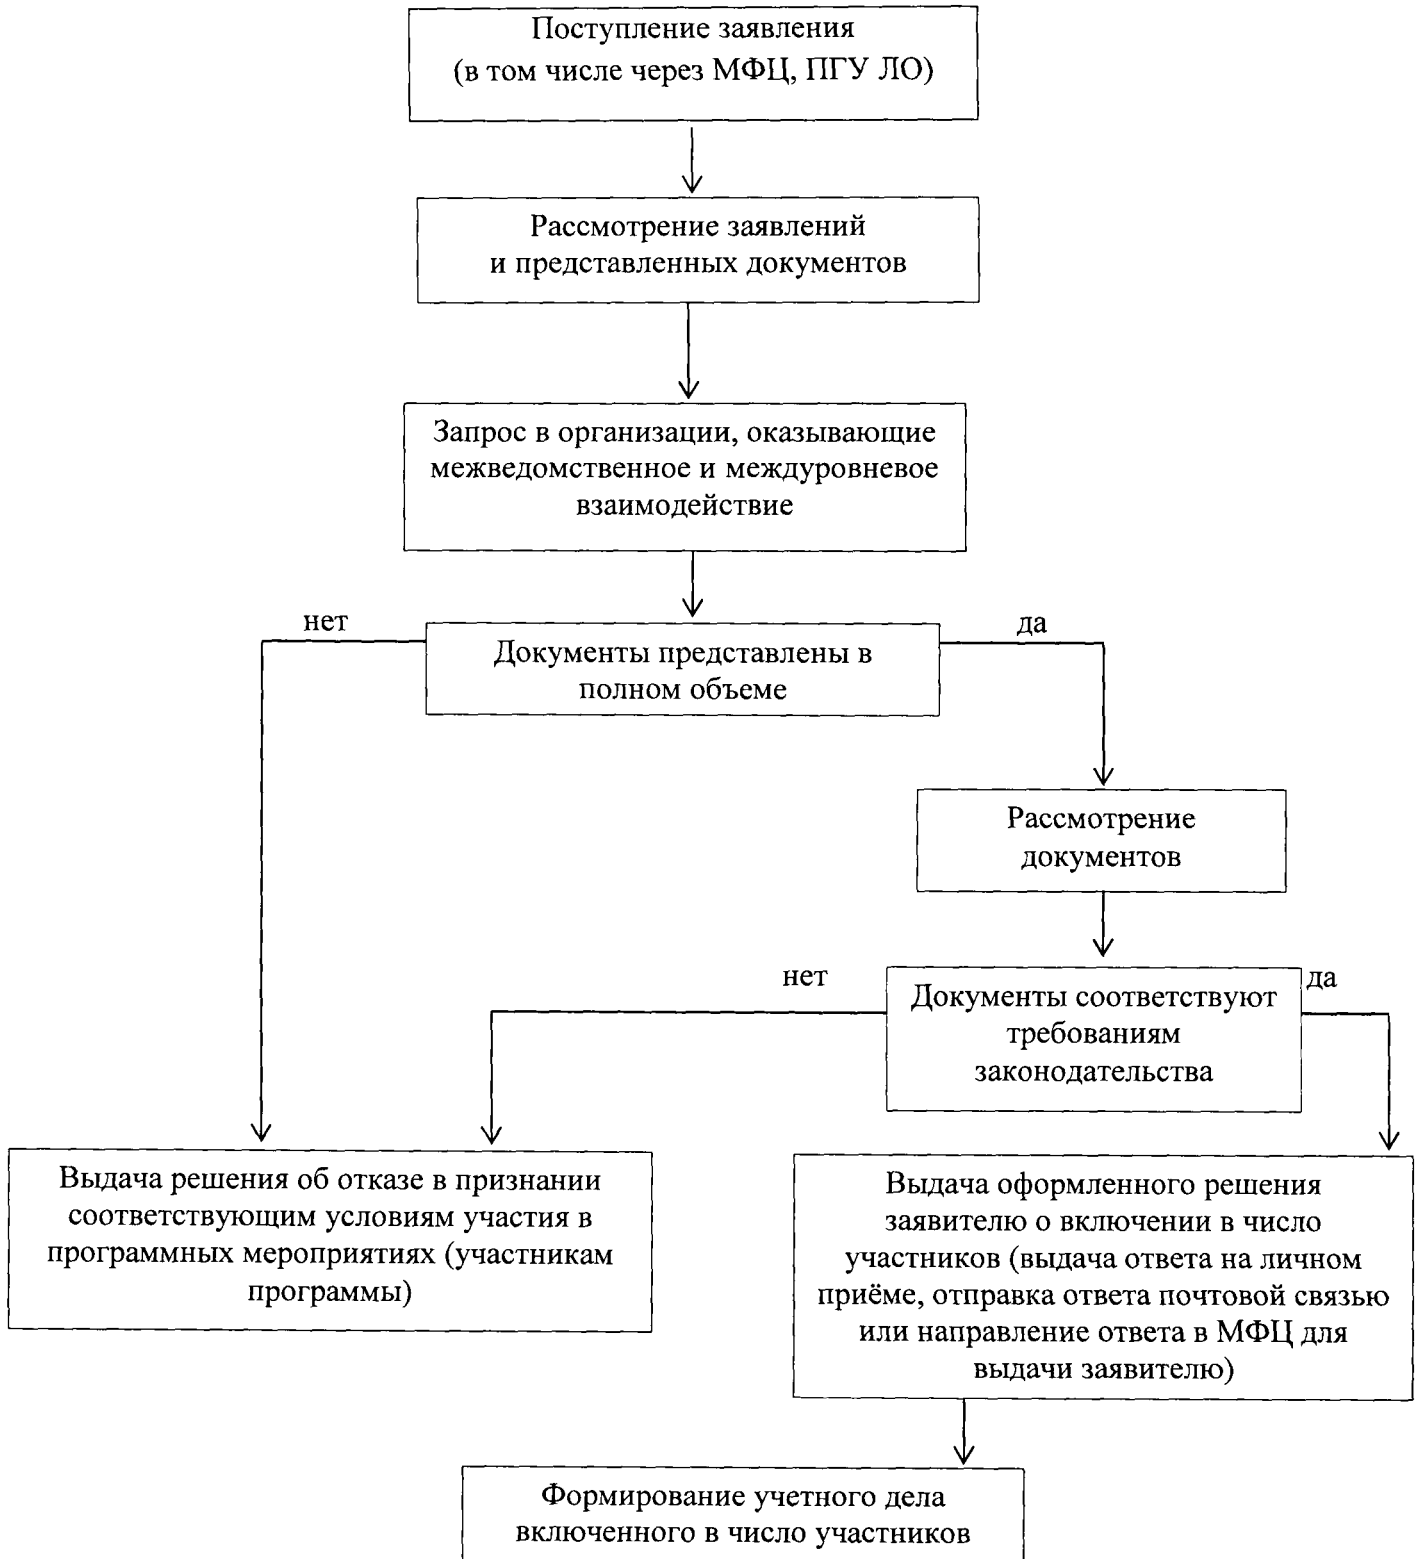 Поступление заявления
(в том числе через МФЦ, ПГУ ЛО)
Рассмотрение заявлений
и представленных документов
Запрос в организации, оказывающие
межведомственное и междуровневое
взаимодействие
нет
да
Документы представлены в
полном объеме
Рассмотрение
документов
нет
да
Документы соответствуют
требованиям
законодательства
Выдача решения об отказе в признании
соответствующим условиям участия в
программных мероприятиях (участникам
программы)
Выдача оформленного решения
заявителю о включении в число
участников (выдача ответа на личном
приёме, отправка ответа почтовой связью
или направление ответа в МФЦ для
выдачи заявителю)
Формирование учетного дела
включенного в число участников